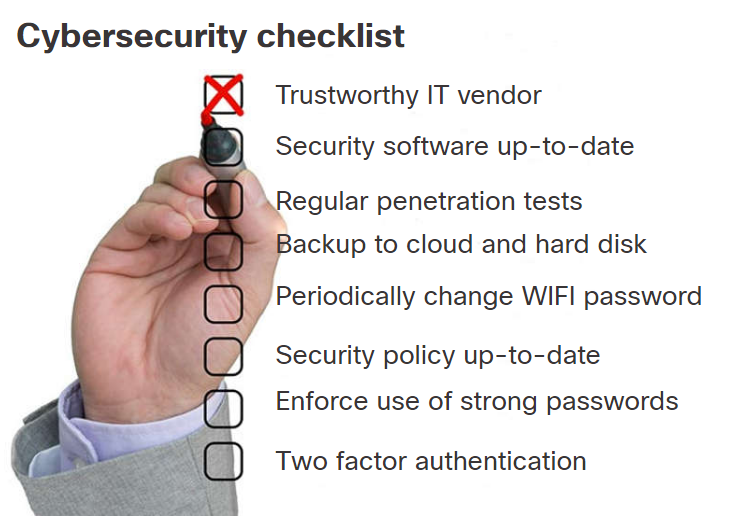 Cybersecurity checklist
Trustworthy IT vendor
Security software up-to-date
Regular penetration tests
Backup to cloud and hard disk
Periodically change WIFI password
Security policy up-to-date
Enforce use of strong passwords
Two factor authentication